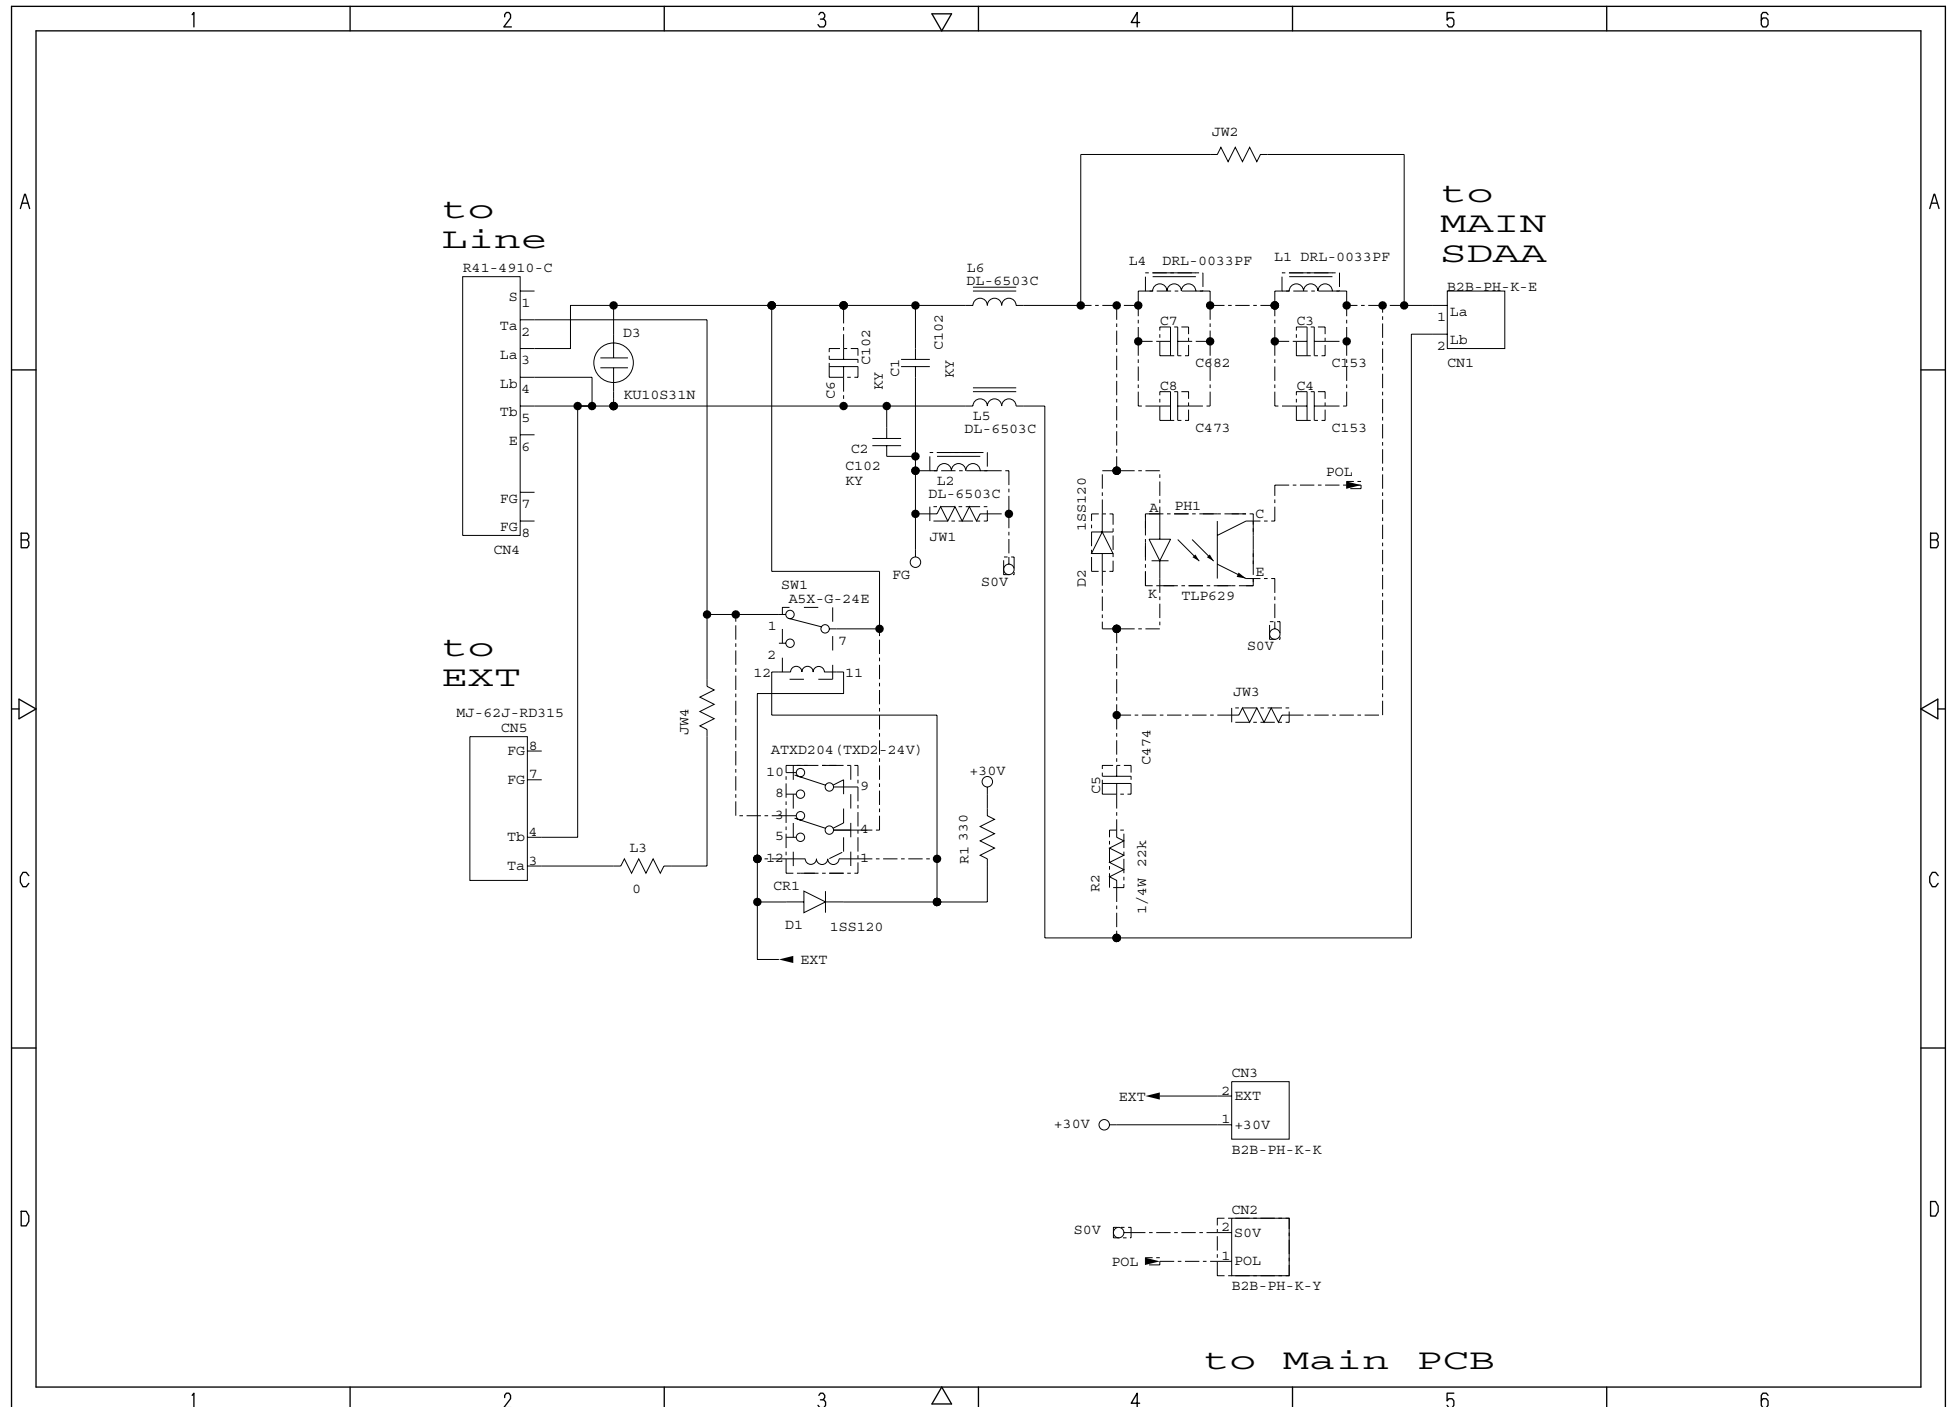 1 2 3 4 5 6
A A
B B
C C
D D
to
Line
R41-4910-C
S 1
Ta 2
La 3
Lb 4
Tb 5
E 6
FG 7
FG 8
CN4
D3
KU10S31N
C6
C102
KY
C1
C102
KY
C2
C102
KY
L6
DL-6503C
L5
DL-6503C
L2
DL-6503C
JW1
FG
S0V
JW2
L4 DRL-0033PF
C7
C682
C8
C473
L1 DRL-0033PF
C3
C153
C4
C153
to
MAIN
SDAA
B2B-PH-K-E
1 La
2 Lb
CN1
POL
1SS120
D2
A PH1
C
E
K TLP629
S0V
JW3
C474
C5
R2
1/4W 22k
SW1
A5X-G-24E
1
7
2
12 11
to
EXT
MJ-62J-RD315
CN5
FG 8
FG 7
Tb 4
Ta 3
JW4
L3
0
ATXD204(TXD2-24V)
10
9
8
3
4
5
12 1
CR1
D1 1SS120
EXT
+30V
R1 330
CN3
EXT 2 EXT
+30V 1 +30V
B2B-PH-K-K
CN2
S0V 2 S0V
POL 1 POL
B2B-PH-K-Y
to Main PCB
1 2 3 4 5 6